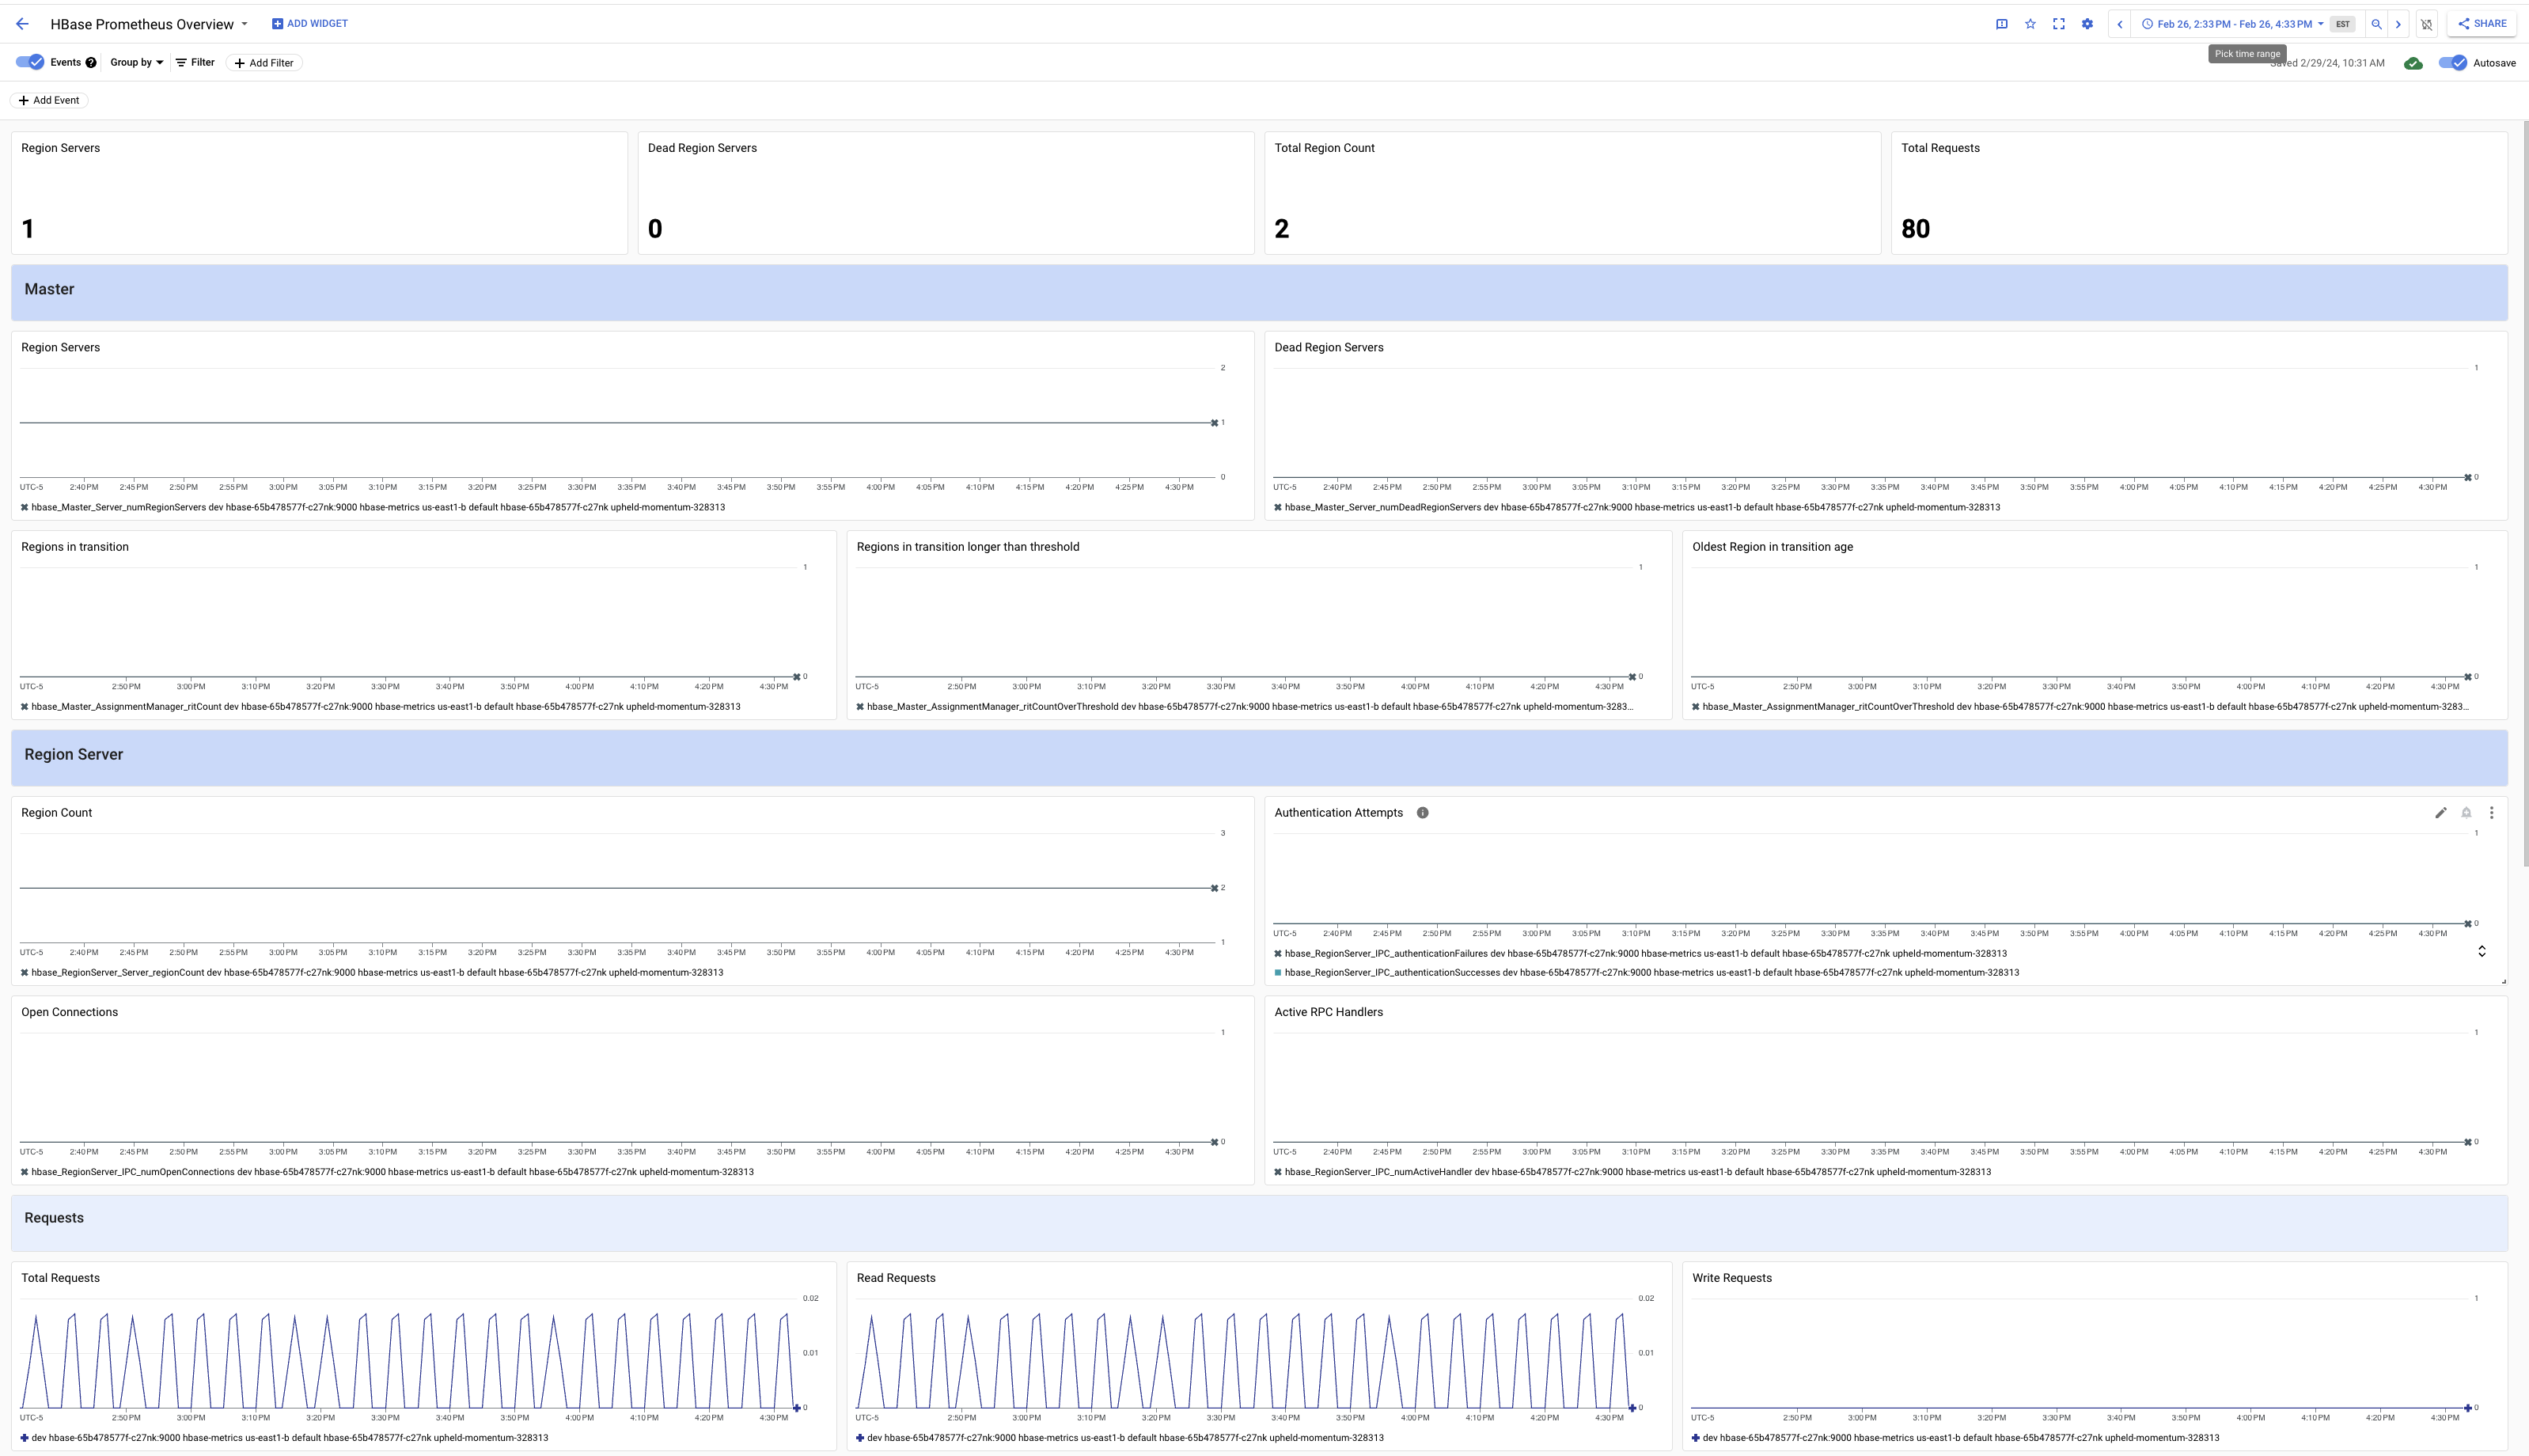 HBase Prometheus Overview
ADD WIDGET
Feb 26, 2:33 PM - Feb 26, 4:33 PM
EST
SHARE
Pick time range
Events
Group by
Filter
Add Filter
Saved 2/29/24, 10:31 AM
Autosave
Add Event
Region Servers
1
Dead Region Servers
0
Total Region Count
2
Total Requests
80
Master
Region Servers
2
1
0
UTC-5 2:40 PM 2:45 PM 2:50 PM 2:55 PM 3:00 PM 3:05 PM 3:10 PM 3:15 PM 3:20 PM 3:25 PM 3:30 PM 3:35 PM 3:40 PM 3:45 PM 3:50 PM 3:55 PM 4:00 PM 4:05 PM 4:10 PM 4:15 PM 4:20 PM 4:25 PM 4:30 PM
hbase_Master_Server_numRegionServers dev hbase-65b478577f-c27nk:9000 hbase-metrics us-east1-b default hbase-65b478577f-c27nk upheld-momentum-328313
Dead Region Servers
1
0
UTC-5 2:40 PM 2:45 PM 2:50 PM 2:55 PM 3:00 PM 3:05 PM 3:10 PM 3:15 PM 3:20 PM 3:25 PM 3:30 PM 3:35 PM 3:40 PM 3:45 PM 3:50 PM 3:55 PM 4:00 PM 4:05 PM 4:10 PM 4:15 PM 4:20 PM 4:25 PM 4:30 PM
hbase_Master_Server_numDeadRegionServers dev hbase-65b478577f-c27nk:9000 hbase-metrics us-east1-b default hbase-65b478577f-c27nk upheld-momentum-328313
Regions in transition
1
0
UTC-5 2:50 PM 3:00 PM 3:10 PM 3:20 PM 3:30 PM 3:40 PM 3:50 PM 4:00 PM 4:10 PM 4:20 PM 4:30 PM
hbase_Master_AssignmentManager_ritCount dev hbase-65b478577f-c27nk:9000 hbase-metrics us-east1-b default hbase-65b478577f-c27nk upheld-momentum-328313
Regions in transition longer than threshold
1
0
UTC-5 2:50 PM 3:00 PM 3:10 PM 3:20 PM 3:30 PM 3:40 PM 3:50 PM 4:00 PM 4:10 PM 4:20 PM 4:30 PM
hbase_Master_AssignmentManager_ritCountOverThreshold dev hbase-65b478577f-c27nk:9000 hbase-metrics us-east1-b default hbase-65b478577f-c27nk upheld-momentum-3283...
Oldest Region in transition age
1
0
UTC-5 2:50 PM 3:00 PM 3:10 PM 3:20 PM 3:30 PM 3:40 PM 3:50 PM 4:00 PM 4:10 PM 4:20 PM 4:30 PM
hbase_Master_AssignmentManager_ritCountOverThreshold dev hbase-65b478577f-c27nk:9000 hbase-metrics us-east1-b default hbase-65b478577f-c27nk upheld-momentum-3283...
Region Server
Region Count
3
2
1
UTC-5 2:40 PM 2:45 PM 2:50 PM 2:55 PM 3:00 PM 3:05 PM 3:10 PM 3:15 PM 3:20 PM 3:25 PM 3:30 PM 3:35 PM 3:40 PM 3:45 PM 3:50 PM 3:55 PM 4:00 PM 4:05 PM 4:10 PM 4:15 PM 4:20 PM 4:25 PM 4:30 PM
hbase_RegionServer_Server_regionCount dev hbase-65b478577f-c27nk:9000 hbase-metrics us-east1-b default hbase-65b478577f-c27nk upheld-momentum-328313
Authentication Attempts
1
0
UTC-5 2:40 PM 2:45 PM 2:50 PM 2:55 PM 3:00 PM 3:05 PM 3:10 PM 3:15 PM 3:20 PM 3:25 PM 3:30 PM 3:35 PM 3:40 PM 3:45 PM 3:50 PM 3:55 PM 4:00 PM 4:05 PM 4:10 PM 4:15 PM 4:20 PM 4:25 PM 4:30 PM
hbase_RegionServer_IPC_authenticationFailures dev hbase-65b478577f-c27nk:9000 hbase-metrics us-east1-b default hbase-65b478577f-c27nk upheld-momentum-328313
hbase_RegionServer_IPC_authenticationSuccesses dev hbase-65b478577f-c27nk:9000 hbase-metrics us-east1-b default hbase-65b478577f-c27nk upheld-momentum-328313
Open Connections
1
0
UTC-5 2:40 PM 2:45 PM 2:50 PM 2:55 PM 3:00 PM 3:05 PM 3:10 PM 3:15 PM 3:20 PM 3:25 PM 3:30 PM 3:35 PM 3:40 PM 3:45 PM 3:50 PM 3:55 PM 4:00 PM 4:05 PM 4:10 PM 4:15 PM 4:20 PM 4:25 PM 4:30 PM
hbase_RegionServer_IPC_numOpenConnections dev hbase-65b478577f-c27nk:9000 hbase-metrics us-east1-b default hbase-65b478577f-c27nk upheld-momentum-328313
Active RPC Handlers
1
0
UTC-5 2:40 PM 2:45 PM 2:50 PM 2:55 PM 3:00 PM 3:05 PM 3:10 PM 3:15 PM 3:20 PM 3:25 PM 3:30 PM 3:35 PM 3:40 PM 3:45 PM 3:50 PM 3:55 PM 4:00 PM 4:05 PM 4:10 PM 4:15 PM 4:20 PM 4:25 PM 4:30 PM
hbase_RegionServer_IPC_numActiveHandler dev hbase-65b478577f-c27nk:9000 hbase-metrics us-east1-b default hbase-65b478577f-c27nk upheld-momentum-328313
Requests
Total Requests
0.02
0.01
0
UTC-5 2:50 PM 3:00 PM 3:10 PM 3:20 PM 3:30 PM 3:40 PM 3:50 PM 4:00 PM 4:10 PM 4:20 PM 4:30 PM
dev hbase-65b478577f-c27nk:9000 hbase-metrics us-east1-b default hbase-65b478577f-c27nk upheld-momentum-328313
Read Requests
0.02
0.01
0
UTC-5 2:50 PM 3:00 PM 3:10 PM 3:20 PM 3:30 PM 3:40 PM 3:50 PM 4:00 PM 4:10 PM 4:20 PM 4:30 PM
dev hbase-65b478577f-c27nk:9000 hbase-metrics us-east1-b default hbase-65b478577f-c27nk upheld-momentum-328313
Write Requests
1
0
UTC-5 2:50 PM 3:00 PM 3:10 PM 3:20 PM 3:30 PM 3:40 PM 3:50 PM 4:00 PM 4:10 PM 4:20 PM 4:30 PM
dev hbase-65b478577f-c27nk:9000 hbase-metrics us-east1-b default hbase-65b478577f-c27nk upheld-momentum-328313